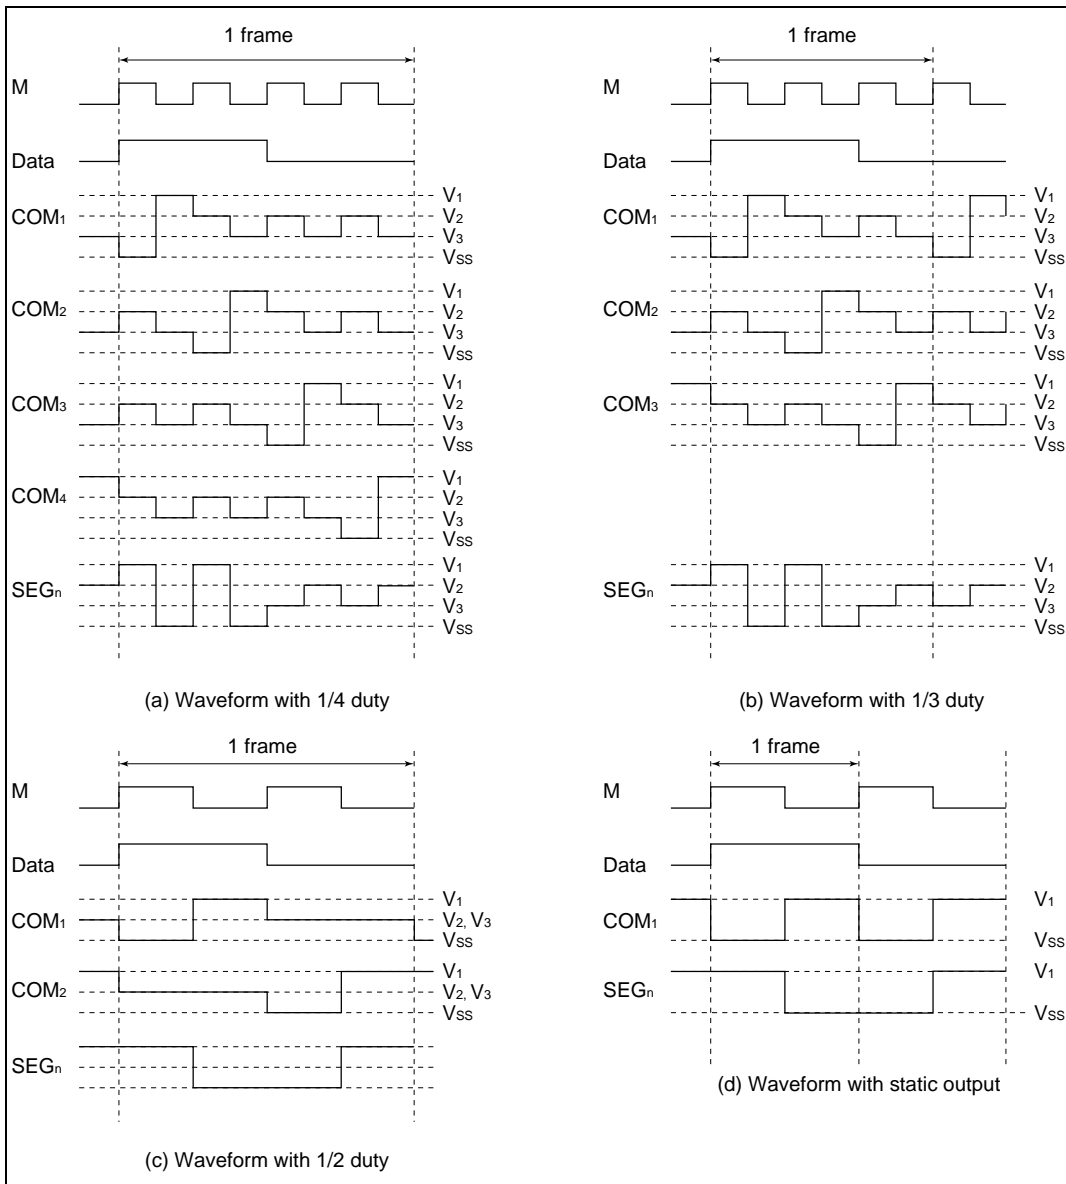 1 frame
M
Data
COM1
V1
V2
V3
VSS
COM2
V1
V2
V3
VSS
COM3
V1
V2
V3
VSS
COM4
V1
V2
V3
VSS
SEGn
V1
V2
V3
VSS
(a) Waveform with 1/4 duty
1 frame
M
Data
COM1
V1
V2
V3
VSS
COM2
V1
V2
V3
VSS
COM3
V1
V2
V3
VSS
SEGn
V1
V2
V3
VSS
(b) Waveform with 1/3 duty
1 frame
M
Data
COM1
V1
V2, V3
VSS
COM2
V1
V2, V3
VSS
SEGn
(c) Waveform with 1/2 duty
1 frame
M
Data
COM1
V1
VSS
SEGn
V1
VSS
(d) Waveform with static output